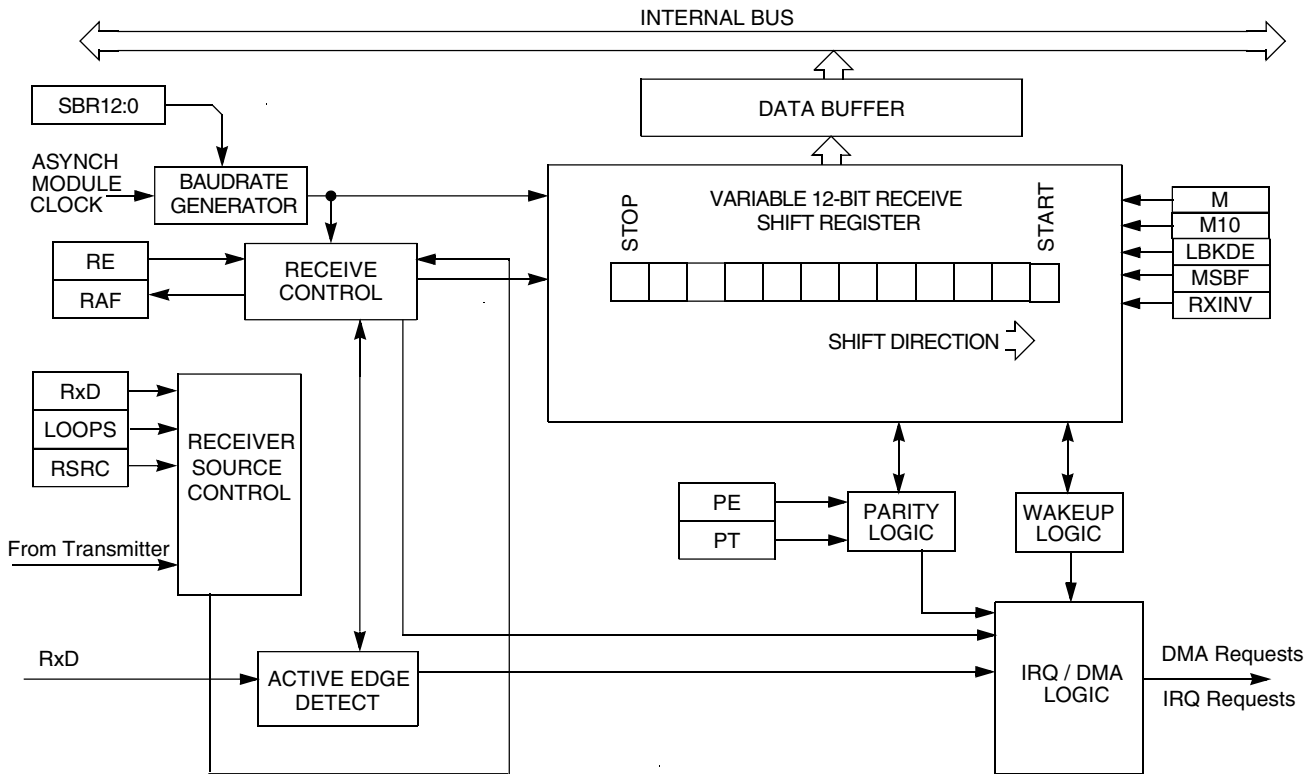 INTERNAL BUS
SBR12:0
DATA BUFFER
ASYNCH
MODULE
CLOCK
BAUDRATE
GENERATOR
VARIABLE 12-BIT RECEIVE
SHIFT REGISTER
STOP
START
M
M10
LBKDE
MSBF
RXINV
RE
RAF
RECEIVE
CONTROL
SHIFT DIRECTION
RxD
LOOPS
RSRC
RECEIVER
SOURCE
CONTROL
From Transmitter
PE
PT
PARITY
LOGIC
WAKEUP
LOGIC
RxD
ACTIVE EDGE
DETECT
IRQ / DMA
LOGIC
DMA Requests
IRQ Requests